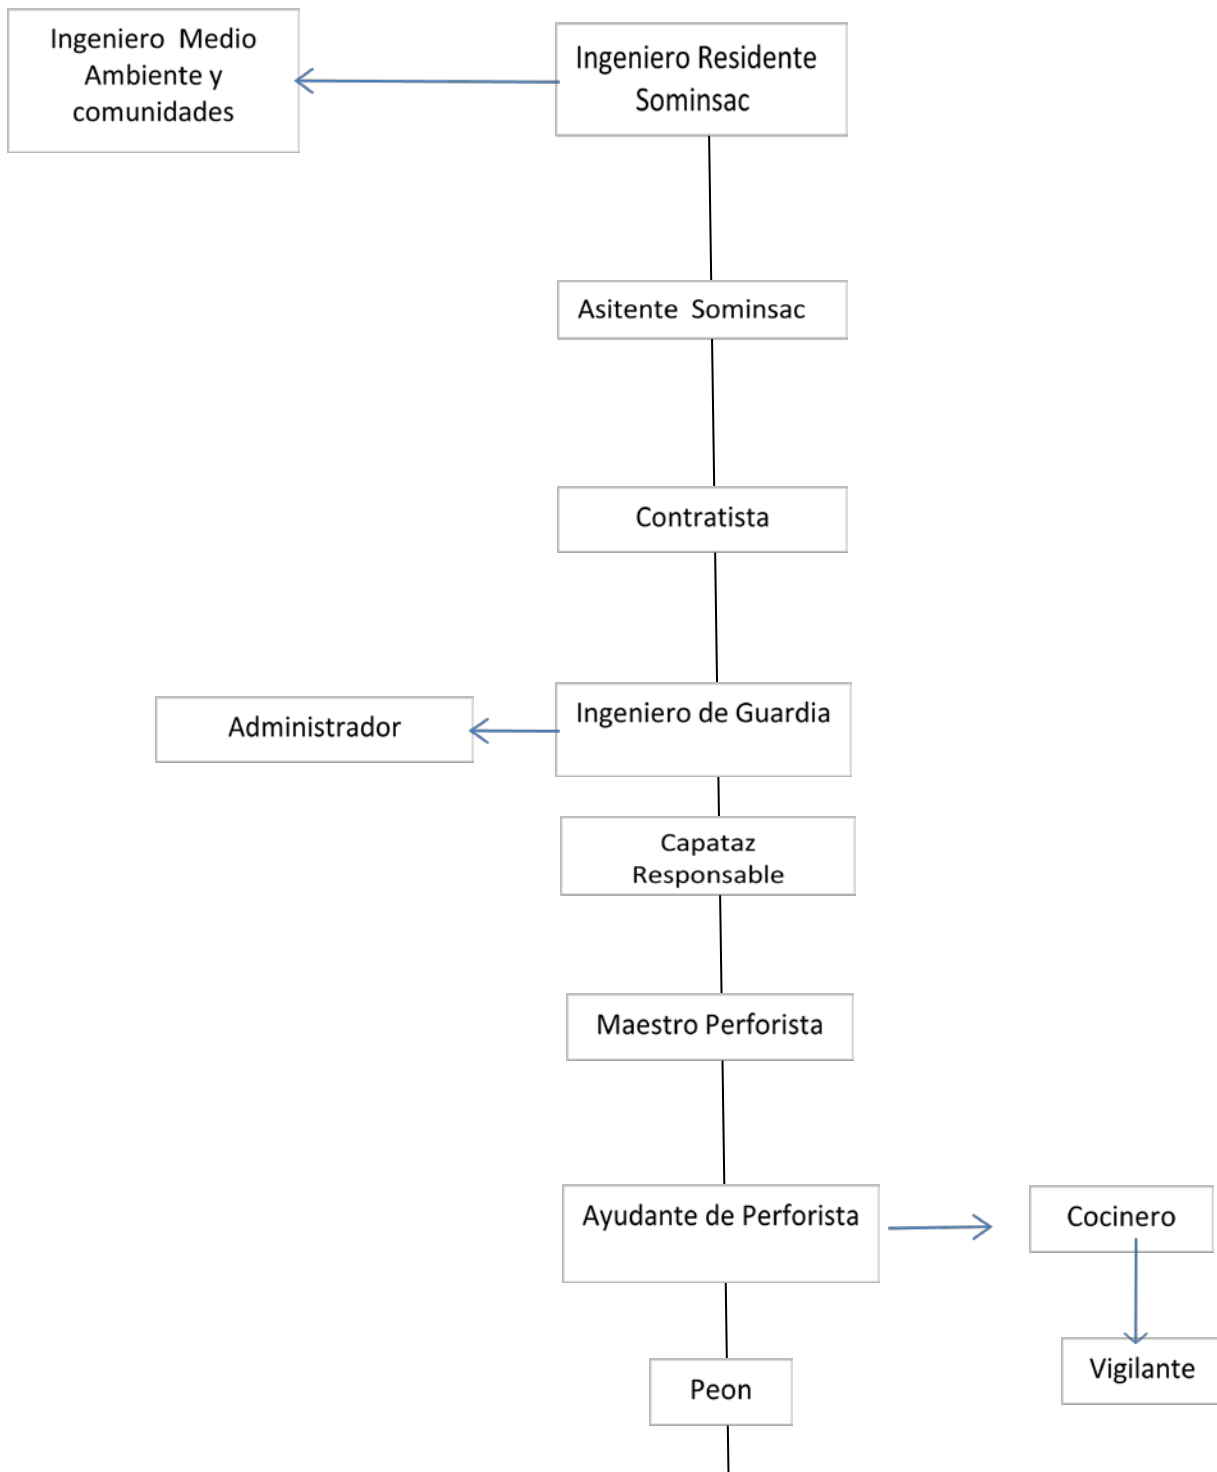 Ingeniero  Medio
Ambiente y
comunidades
Ingeniero Residente
Sominsac
Asitente  Sominsac
Contratista
Administrador
Ingeniero de Guardia
Capataz
Responsable
Maestro Perforista
Ayudante de Perforista
Cocinero
Vigilante
Peon